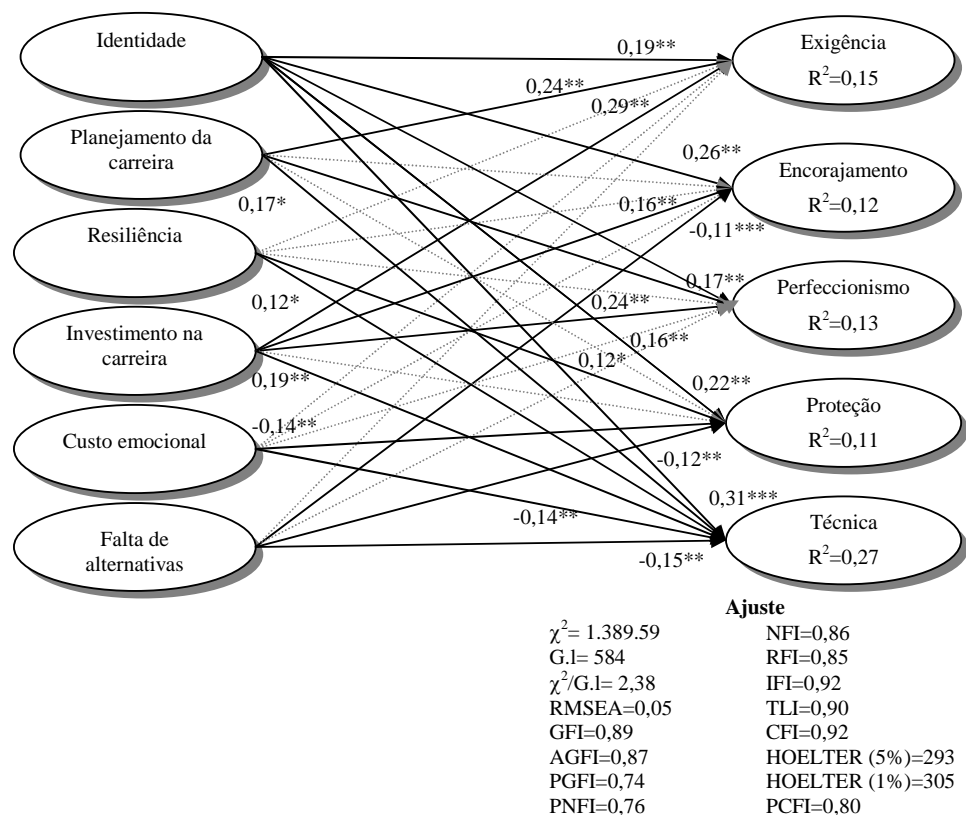 Identidade
Planejamento da
carreira
Resiliência
Investimento na
carreira
Custo emocional
Falta de
alternativas
0,19**
0,24**
0,29**
0,26**
0,17*
0,16**
-0,11***
0,17**
0,12*
0,24**
0,16**
0,12*
0,19**
0,22**
-0,14**
-0,12**
0,31***
-0,14**
-0,15**
Exigência
R²=0,15
Encorajamento
R²=0,12
Perfeccionismo
R²=0,13
Proteção
R²=0,11
Técnica
R²=0,27
Ajuste
χ²= 1.389.59
G.l= 584
χ²/G.l= 2,38
RMSEA=0,05
GFI=0,89
AGFI=0,87
PGFI=0,74
PNFI=0,76
NFI=0,86
RFI=0,85
IFI=0,92
TLI=0,90
CFI=0,92
HOELTER (5%)=293
HOELTER (1%)=305
PCFI=0,80